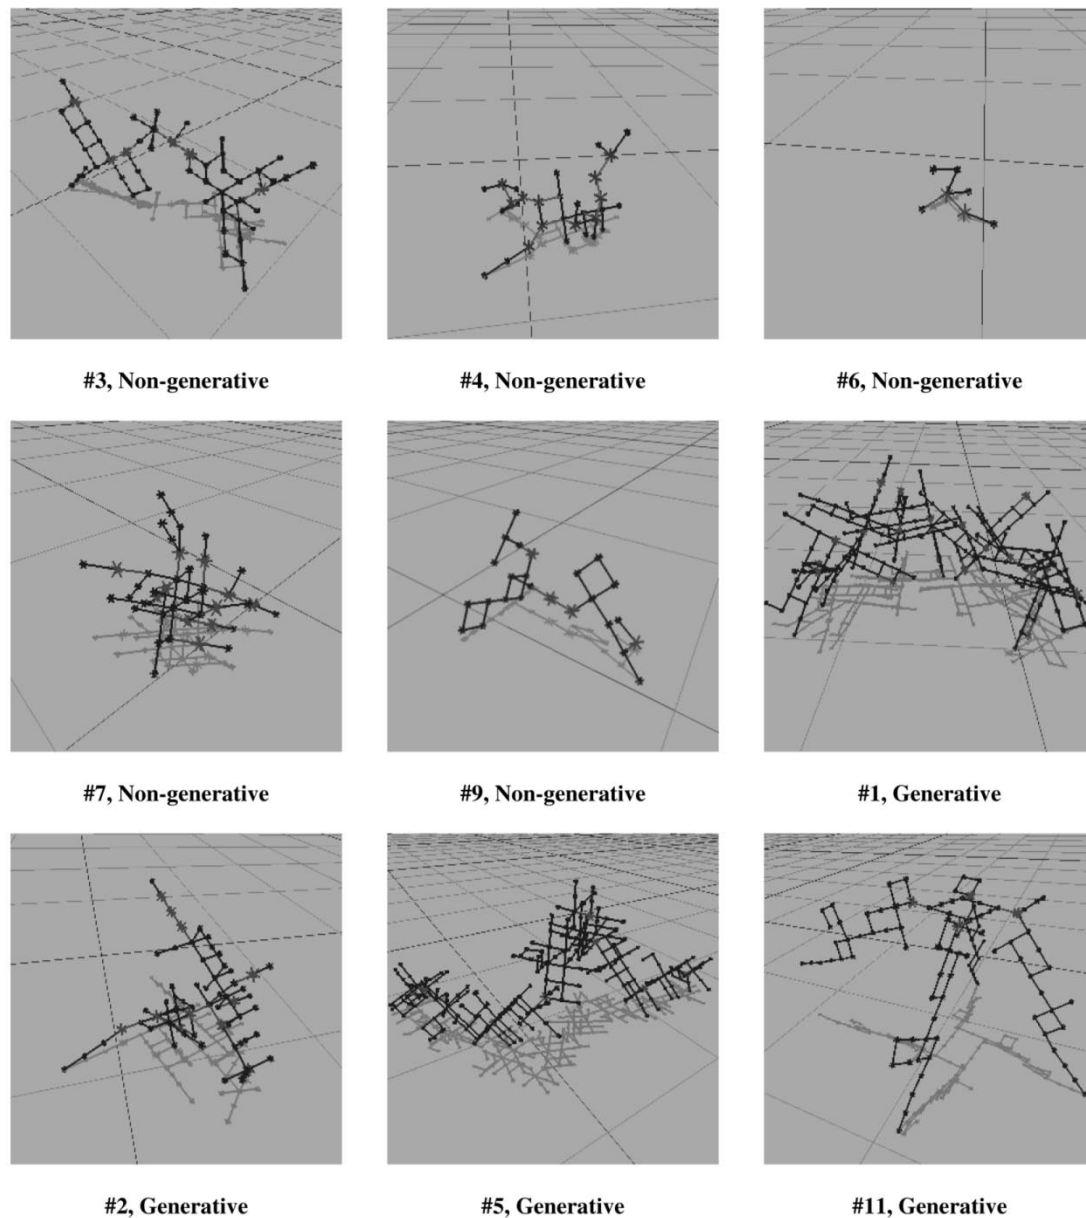 #3, Non-generative
#4, Non-generative
#6, Non-generative
#7, Non-generative
#9, Non-generative
#1, Generative
#2, Generative
#5, Generative
#11, Generative